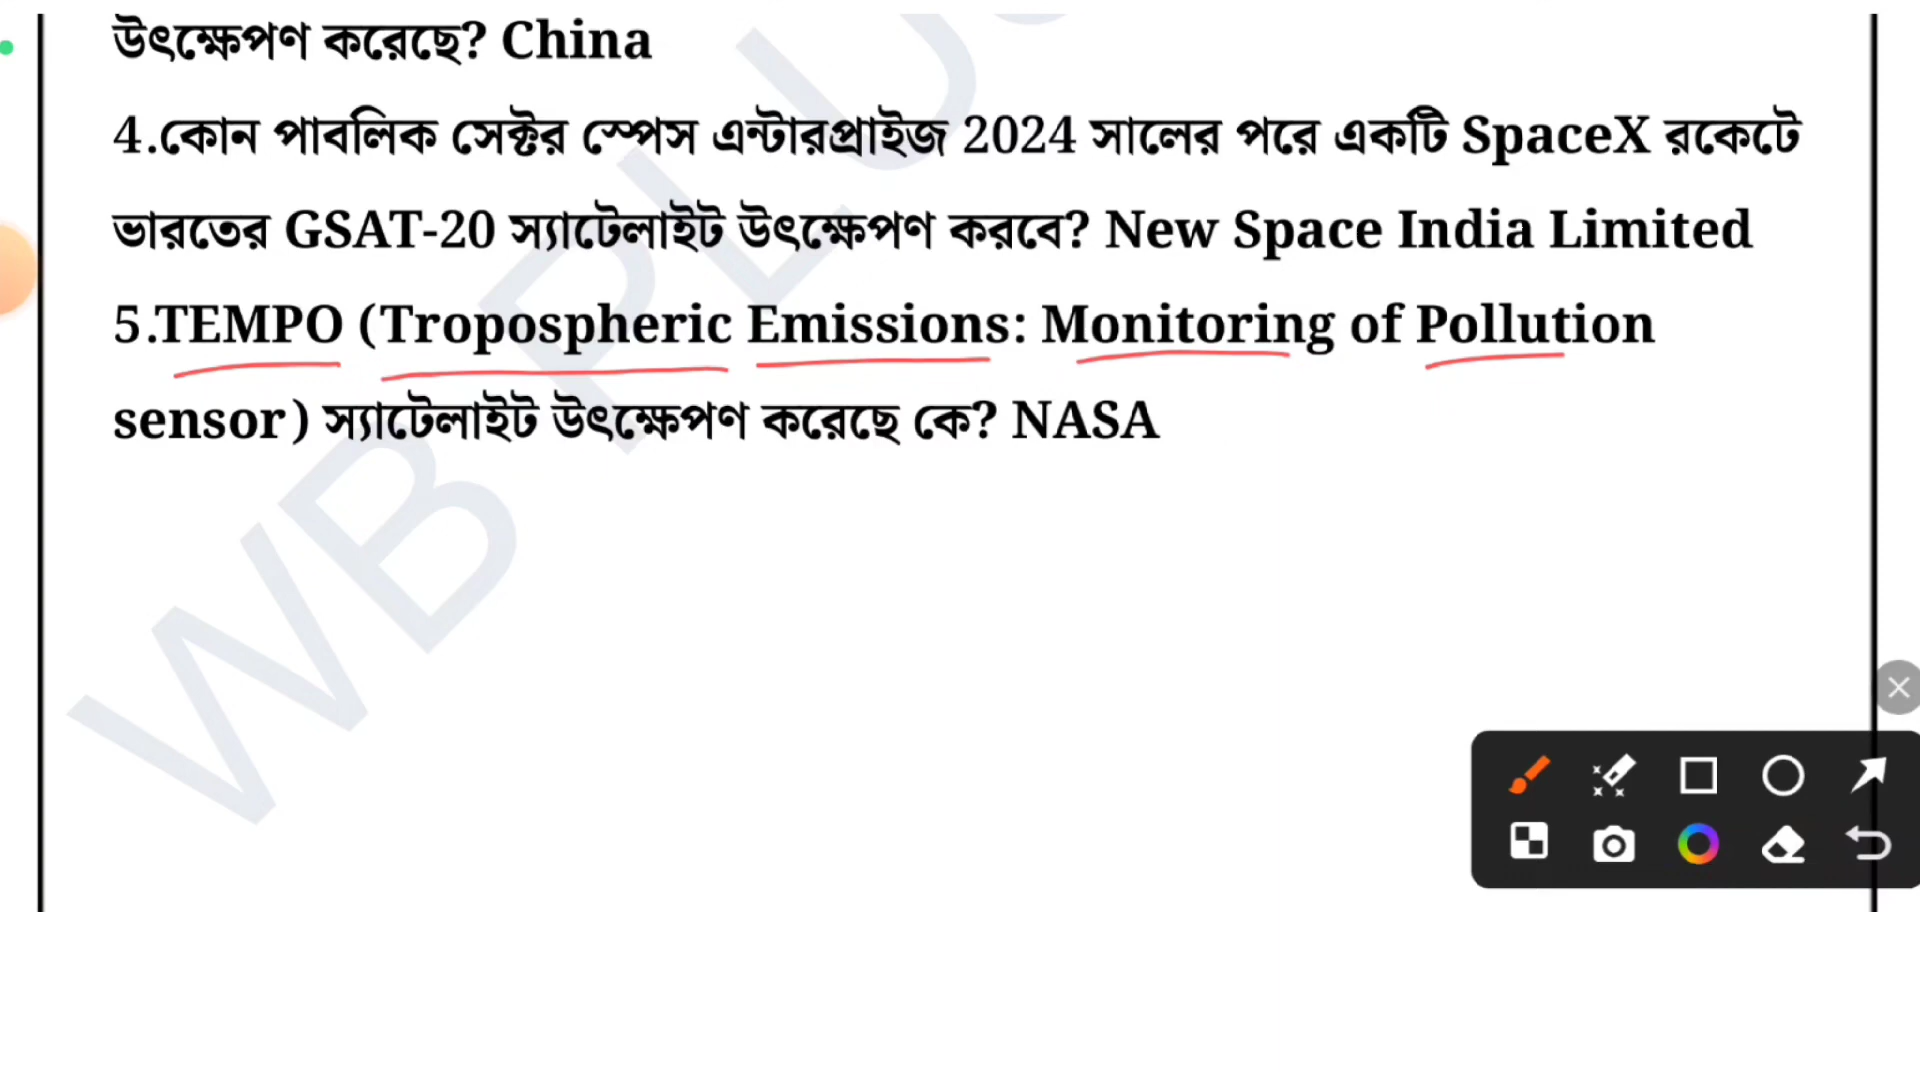 উৎক্ষেপণ করেছে? China
4.কোন পাবলিক সেক্টর স্পেস এন্টারপ্রাইজ 2024 সালের পরে একটি SpaceX রকেটে
ভারতের GSAT-20 স্যাটেলাইট উৎক্ষেপণ করবে? New Space India Limited
5.TEMPO (Tropospheric Emissions: Monitoring of Pollution
sensor) স্যাটেলাইট উৎক্ষেপণ করেছে কে? NASA
WB PLUS